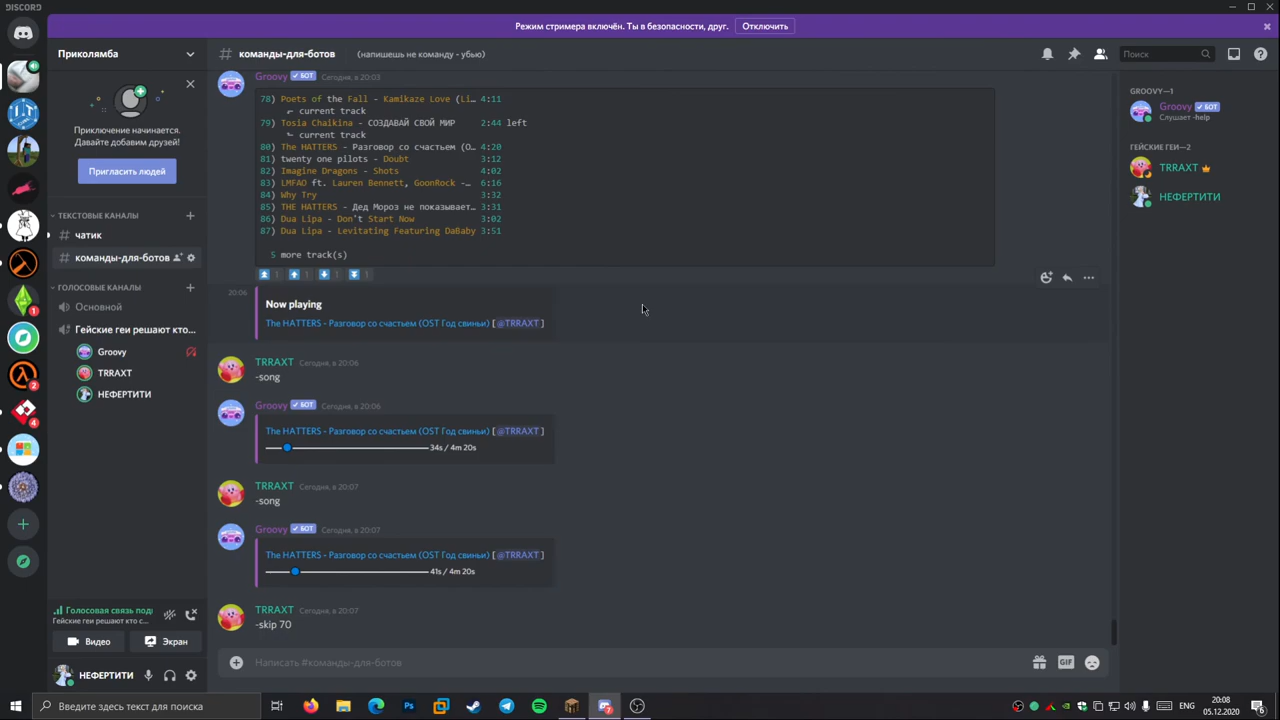 DISCORD
Режим стримера включён. Ты в безопасности, друг. Отключить
Приколямба
# команды-для-ботов (напишешь не команду - убью)
Поиск
Приключение начинается.
Давайте добавим друзей!
Пригласить людей
ТЕКСТОВЫЕ КАНАЛЫ
чатик
команды-для-ботов
ГОЛОСОВЫЕ КАНАЛЫ
Основной
Гейские геи решают кто...
Groovy
TRRAXT
НЕФЕРТИТИ
1
2
4
Голосовая связь подк
Гейские геи решают кто с...
Видео
Экран
НЕФЕРТИТИ
Groovy БОТ Сегодня, в 20:03
78) Poets of the Fall - Kamikaze Love (Li… 4:11
⌐ current track
79) Tosia Chaikina - СОЗДАВАЙ СВОЙ МИР 2:44 left
⌙ current track
80) The HATTERS - Разговор со счастьем (О… 4:20
81) twenty one pilots - Doubt 3:12
82) Imagine Dragons - Shots 4:02
83) LMFAO ft. Lauren Bennett, GoonRock -… 6:16
84) Why Try 3:32
85) THE HATTERS - Дед Мороз не показывает… 3:31
86) Dua Lipa - Don't Start Now 3:02
87) Dua Lipa - Levitating Featuring DaBaby 3:51
5 more track(s)
1 1 1 1
20:06
Now playing
The HATTERS - Разговор со счастьем (OST Год свиньи) [@TRRAXT]
TRRAXT Сегодня, в 20:06
-song
Groovy БОТ Сегодня, в 20:06
The HATTERS - Разговор со счастьем (OST Год свиньи) [@TRRAXT]
34s / 4m 20s
TRRAXT Сегодня, в 20:07
-song
Groovy БОТ Сегодня, в 20:07
The HATTERS - Разговор со счастьем (OST Год свиньи) [@TRRAXT]
41s / 4m 20s
TRRAXT Сегодня, в 20:07
-skip 70
Написать #команды-для-ботов
GIF
GROOVY—1
Groovy БОТ
Слушает -help
ГЕЙСКИЕ ГЕИ—2
TRRAXT
НЕФЕРТИТИ
Введите здесь текст для поиска
Ps
7
ENG
20:08
05.12.2020
6